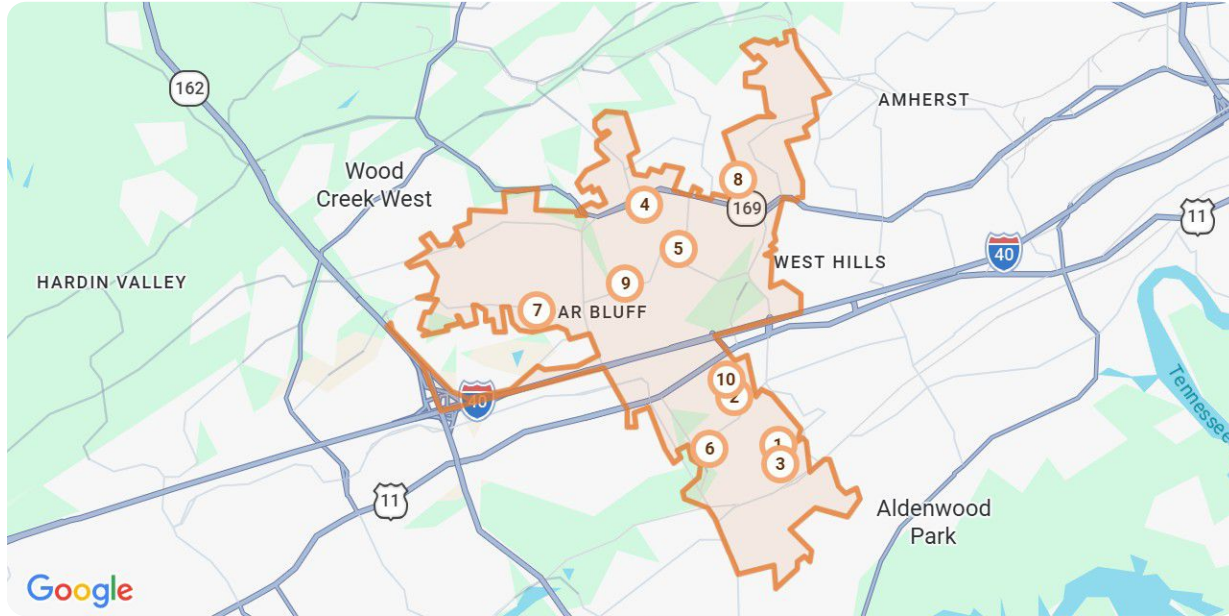 162
AMHERST
Wood
Creek West
8
4
169
11
5
40
WEST HILLS
HARDIN VALLEY
9
7
AR BLUFF
10
2
40
Tennessee
1
6
3
11
Aldenwood
Park
Google